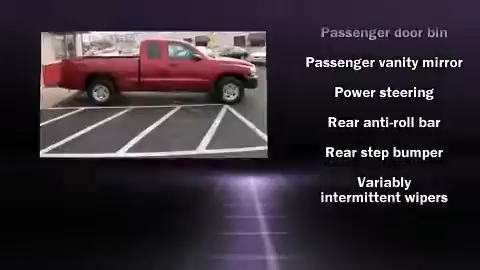 Passenger door bin
Passenger vanity mirror
Power steering
Rear anti-roll bar
Rear step bumper
Variably
intermittent wipers